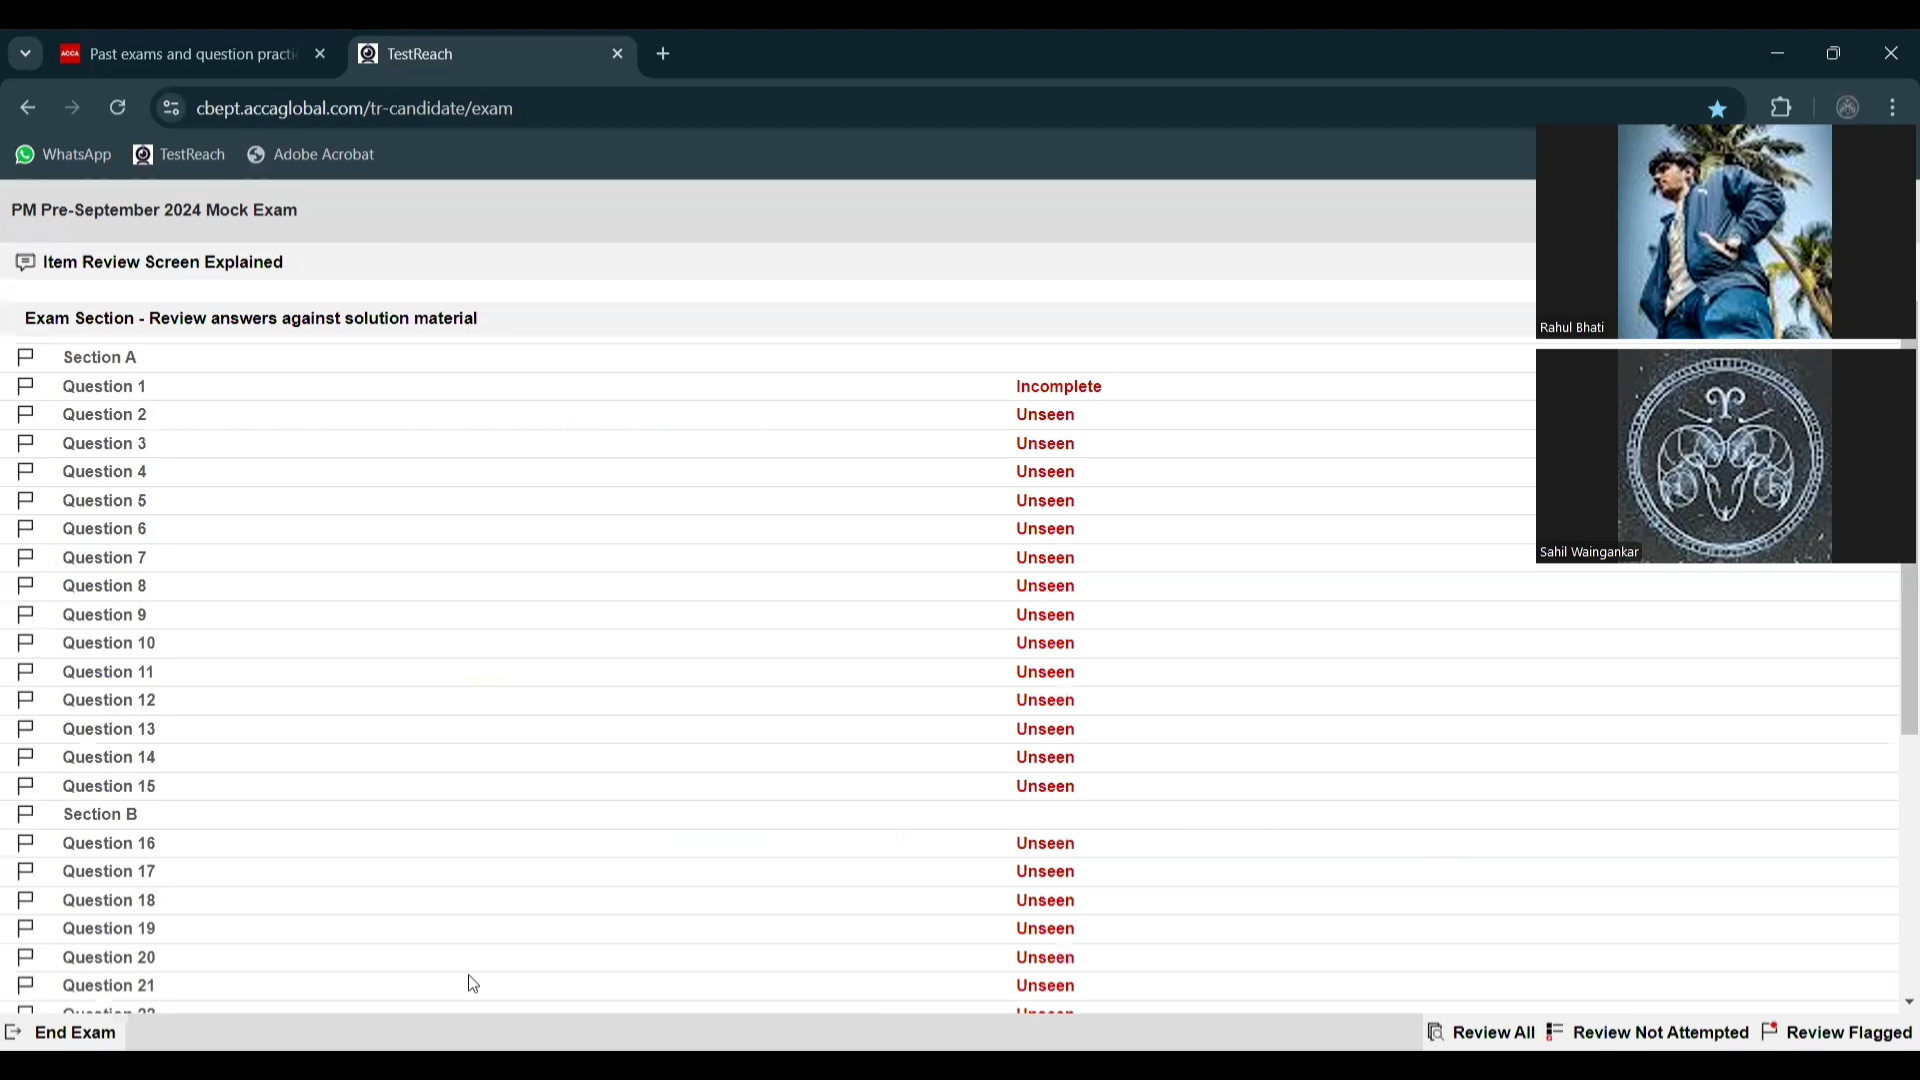 Past exams and question practi
TestReach
cbept.accaglobal.com/tr-candidate/exam
WhatsApp
TestReach
Adobe Acrobat
PM Pre-September 2024 Mock Exam
Item Review Screen Explained
Exam Section - Review answers against solution material
Section A
Question 1 Incomplete
Question 2 Unseen
Question 3 Unseen
Question 4 Unseen
Question 5 Unseen
Question 6 Unseen
Question 7 Unseen
Question 8 Unseen
Question 9 Unseen
Question 10 Unseen
Question 11 Unseen
Question 12 Unseen
Question 13 Unseen
Question 14 Unseen
Question 15 Unseen
Section B
Question 16 Unseen
Question 17 Unseen
Question 18 Unseen
Question 19 Unseen
Question 20 Unseen
Question 21 Unseen
Rahul Bhati
Sahil Waingankar
End Exam
Review All
Review Not Attempted
Review Flagged